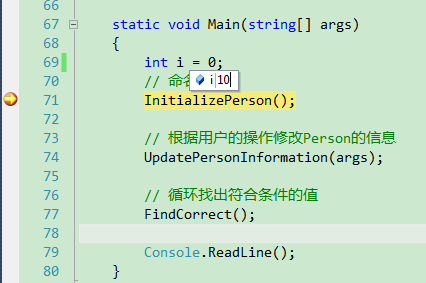 66
67 static void Main(string[] args)
68 {
69 int i = 0;
70 // 命名
i 10
71 InitializePerson();
72
73 // 根据用户的操作修改Person的信息
74 UpdatePersonInformation(args);
75
76 // 循环找出符合条件的值
77 FindCorrect();
78
79 Console.ReadLine();
80 }